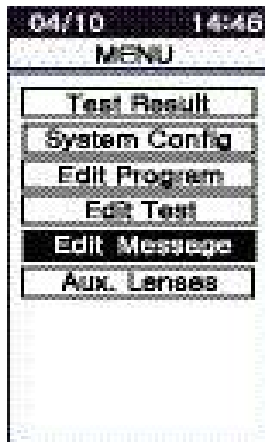 04/10 14:46
MENU
Test Result
System Config
Edit Program
Edit Test
Edit Message
Aux. Lenses